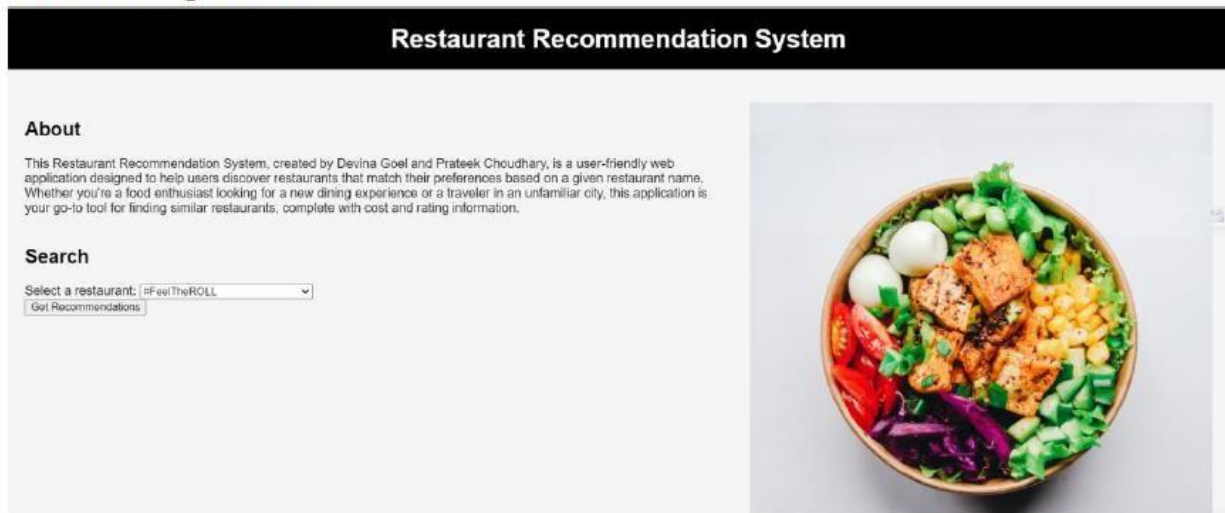 Restaurant Recommendation System
About
This Restaurant Recommendation System, created by Devina Goel and Prateek Choudhary, is a user-friendly web
application designed to help users discover restaurants that match their preferences based on a given restaurant name.
Whether you're a food enthusiast looking for a new dining experience or a traveler in an unfamiliar city, this application is
your go-to tool for finding similar restaurants, complete with cost and rating information.
Search
Select a restaurant: #FeelTheROLL
Get Recommendations